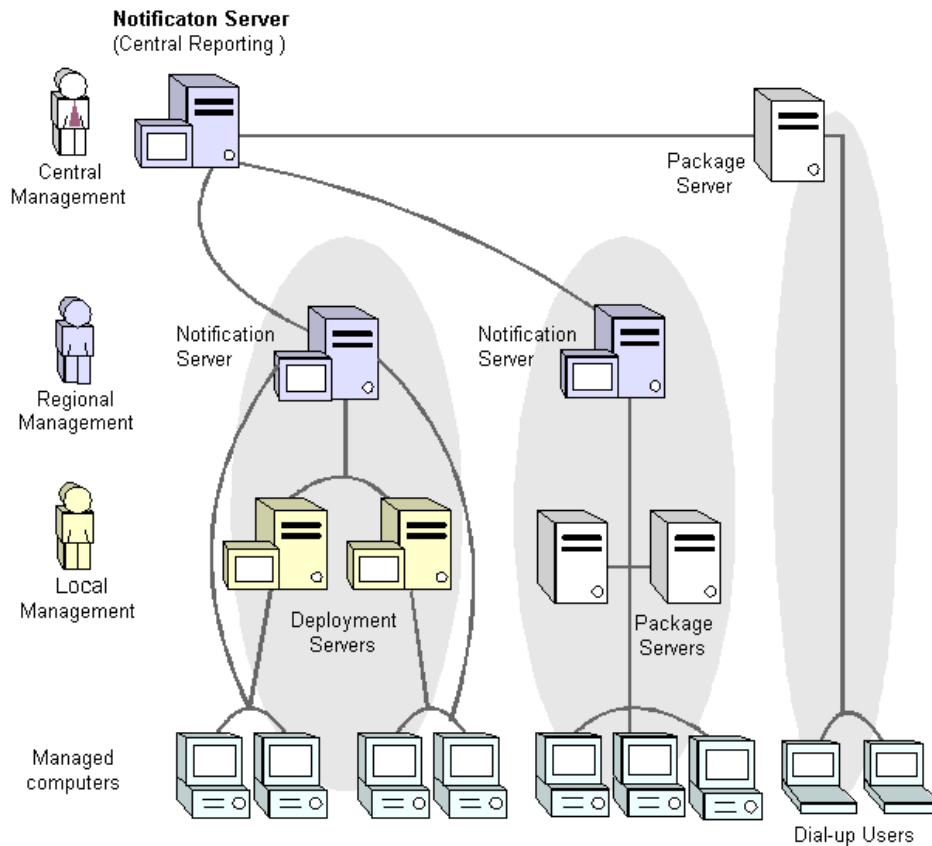 Notificaton Server
(Central Reporting )
Central
Management
Package
Server
Notification
Server
Notification
Server
Regional
Management
Local
Management
Deployment
Servers
Package
Servers
Managed
computers
Dial-up Users